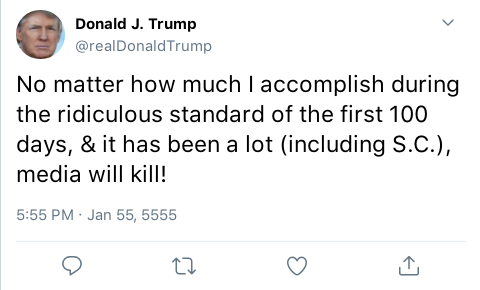 Donald J. Trump
@realDonaldTrump
No matter how much I accomplish during
the ridiculous standard of the first 100
days, & it has been a lot (including S.C.),
media will kill!
5:55 PM · Jan 55, 5555